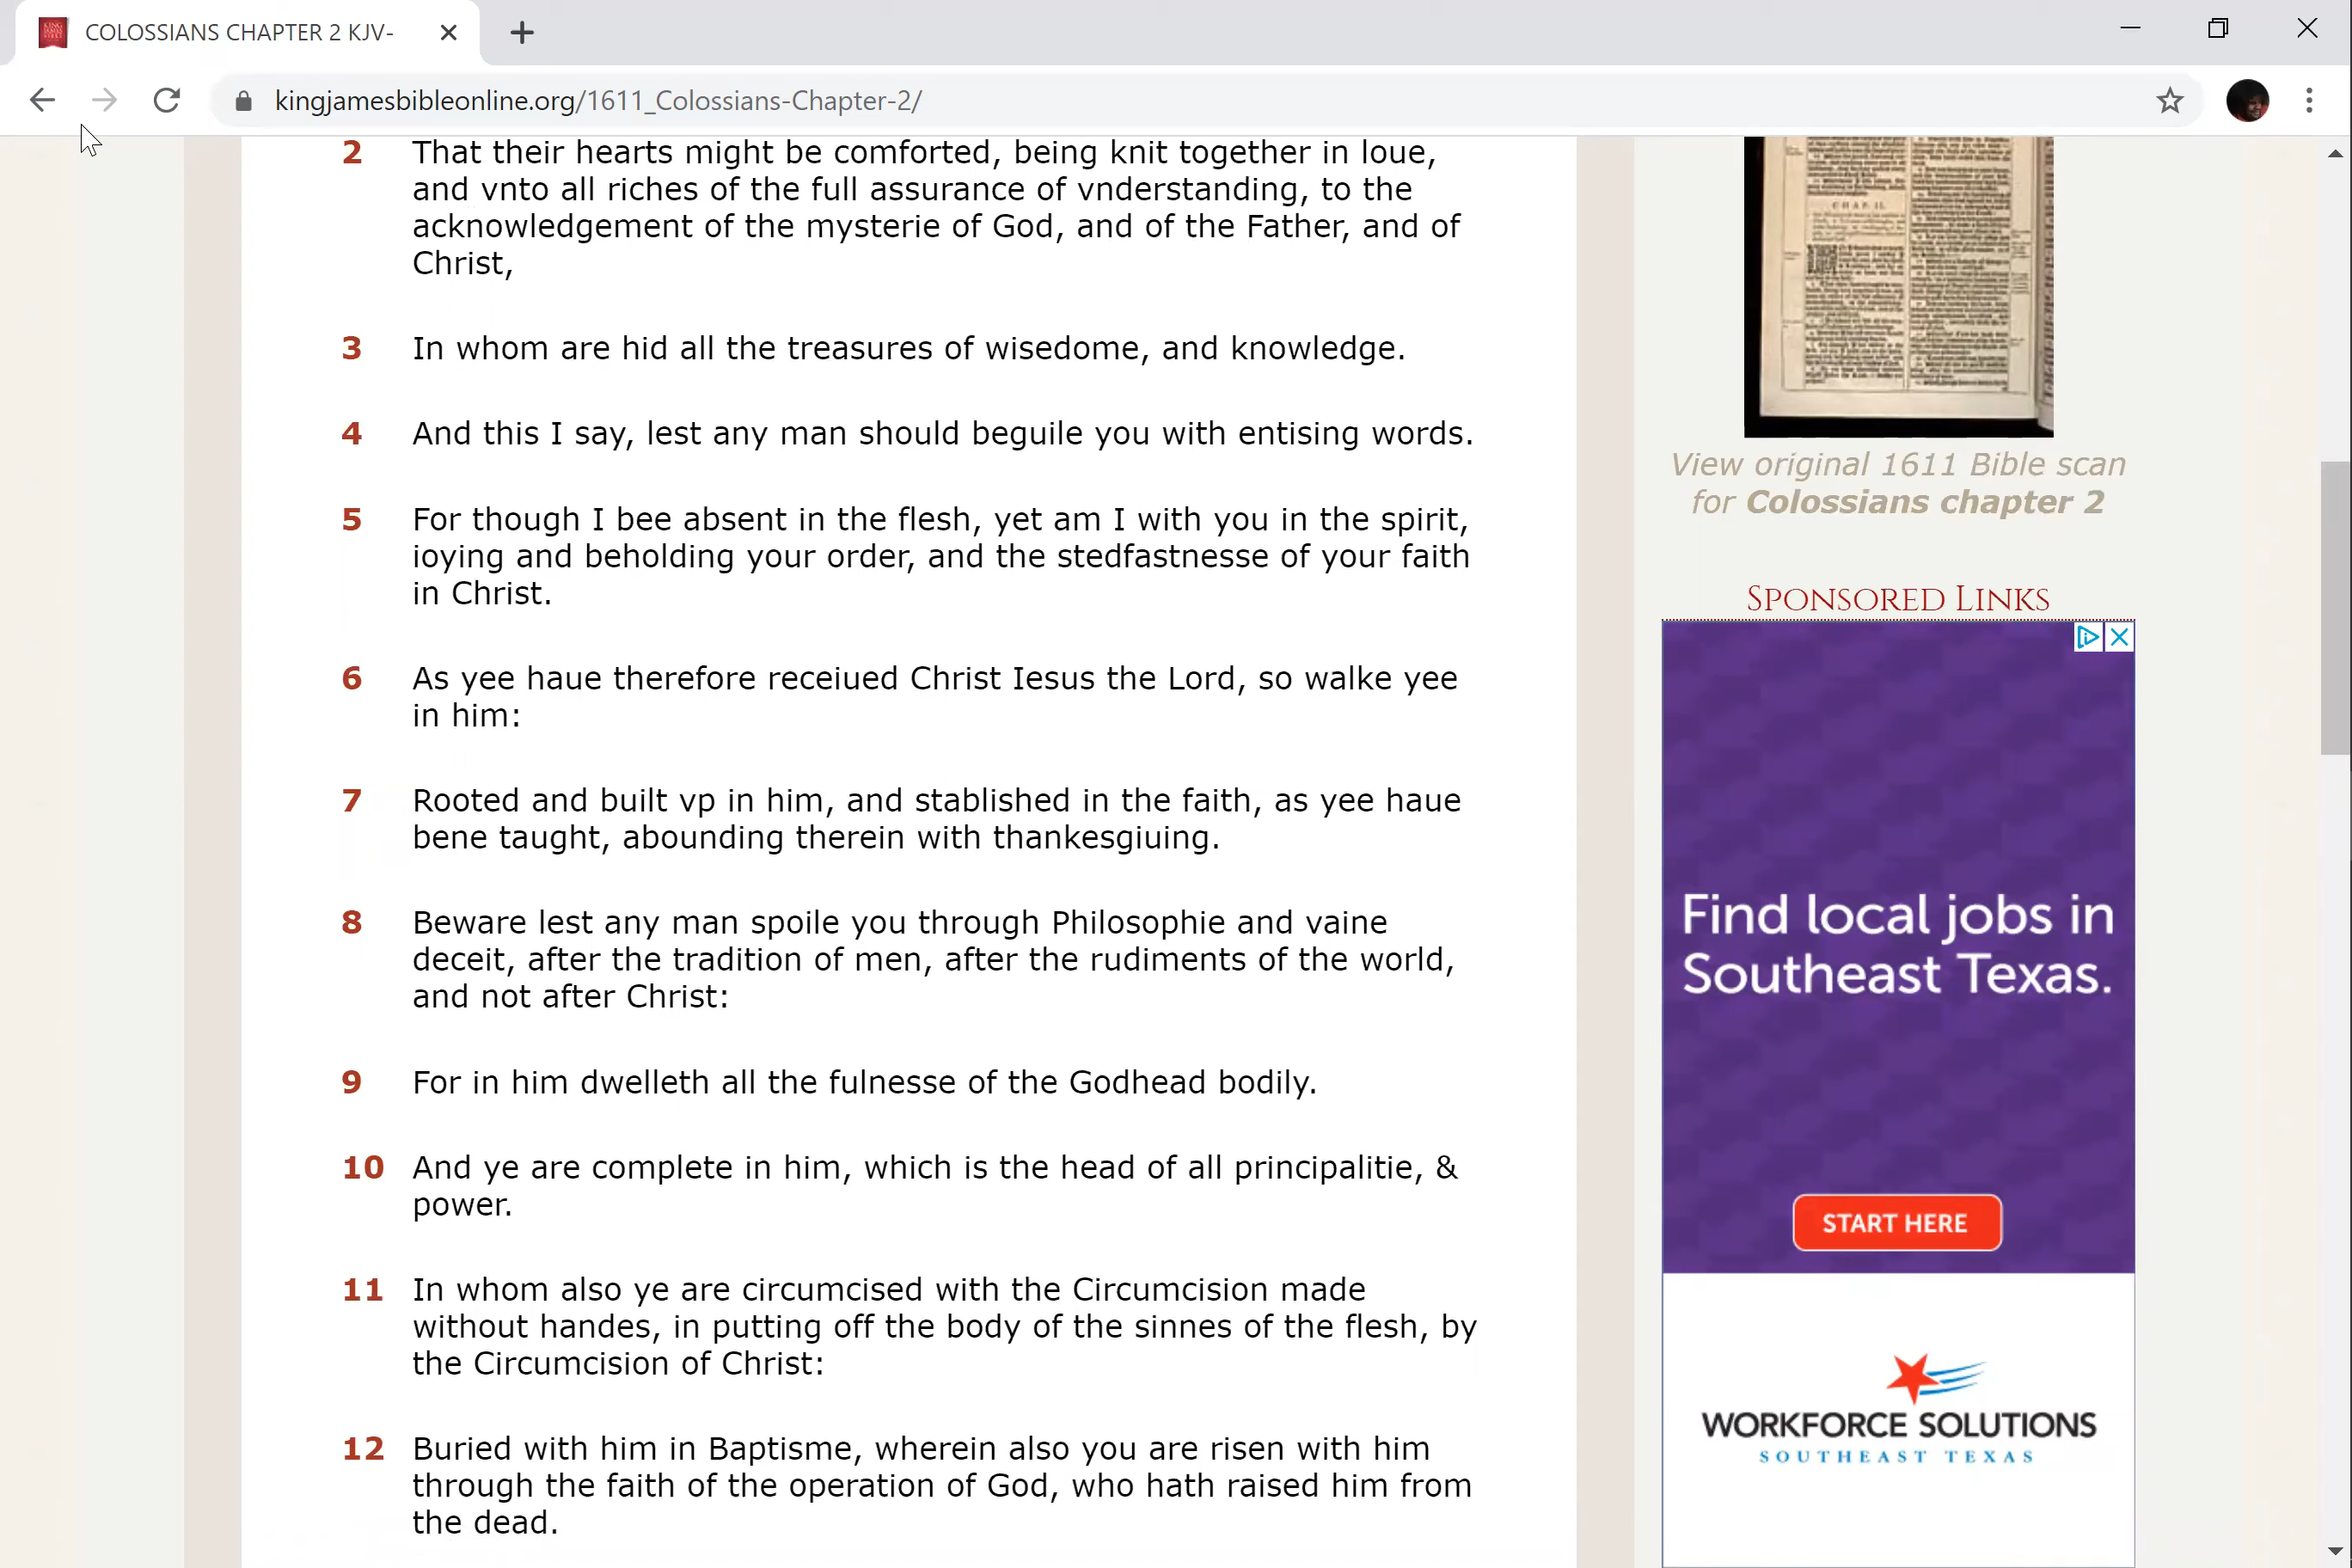 COLOSSIANS CHAPTER 2 KJV-
kingjamesbibleonline.org/1611_Colossians-Chapter-2/
2 That their hearts might be comforted, being knit together in loue,
and vnto all riches of the full assurance of vnderstanding, to the
acknowledgement of the mysterie of God, and of the Father, and of
Christ,
3 In whom are hid all the treasures of wisedome, and knowledge.
4 And this I say, lest any man should beguile you with entising words.
5 For though I bee absent in the flesh, yet am I with you in the spirit,
ioying and beholding your order, and the stedfastnesse of your faith
in Christ.
6 As yee haue therefore receiued Christ Iesus the Lord, so walke yee
in him:
7 Rooted and built vp in him, and stablished in the faith, as yee haue
bene taught, abounding therein with thankesgiuing.
8 Beware lest any man spoile you through Philosophie and vaine
deceit, after the tradition of men, after the rudiments of the world,
and not after Christ:
9 For in him dwelleth all the fulnesse of the Godhead bodily.
10 And ye are complete in him, which is the head of all principalitie, &
power.
11 In whom also ye are circumcised with the Circumcision made
without handes, in putting off the body of the sinnes of the flesh, by
the Circumcision of Christ:
12 Buried with him in Baptisme, wherein also you are risen with him
through the faith of the operation of God, who hath raised him from
the dead.
CHAP. II.
View original 1611 Bible scan
for Colossians chapter 2
SPONSORED LINKS
Find local jobs in
Southeast Texas.
START HERE
WORKFORCE SOLUTIONS
SOUTHEAST TEXAS